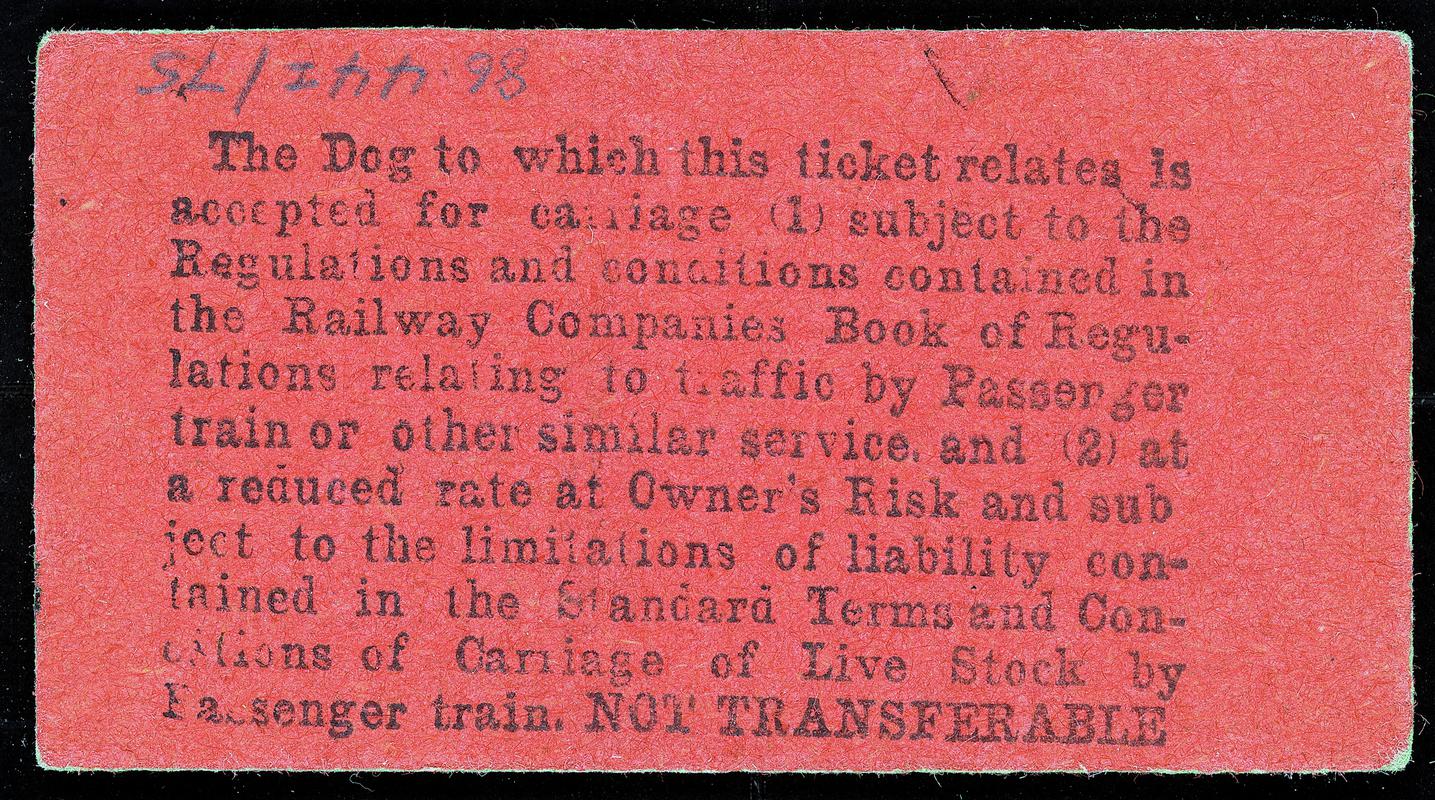 86.44I/75
The Dog to which this ticket relates is
accepted for carriage (1) subject to the
Regulations and conditions contained in
the Railway Companies Book of Regu-
lations relating to traffic by Passenger
train or other similar service, and (2) at
a reduced rate at Owner's Risk and sub
ject to the limitations of liability con-
tained in the Standard Terms and Con-
ditions of Carriage of Live Stock by
Passenger train. NOT TRANSFERABLE